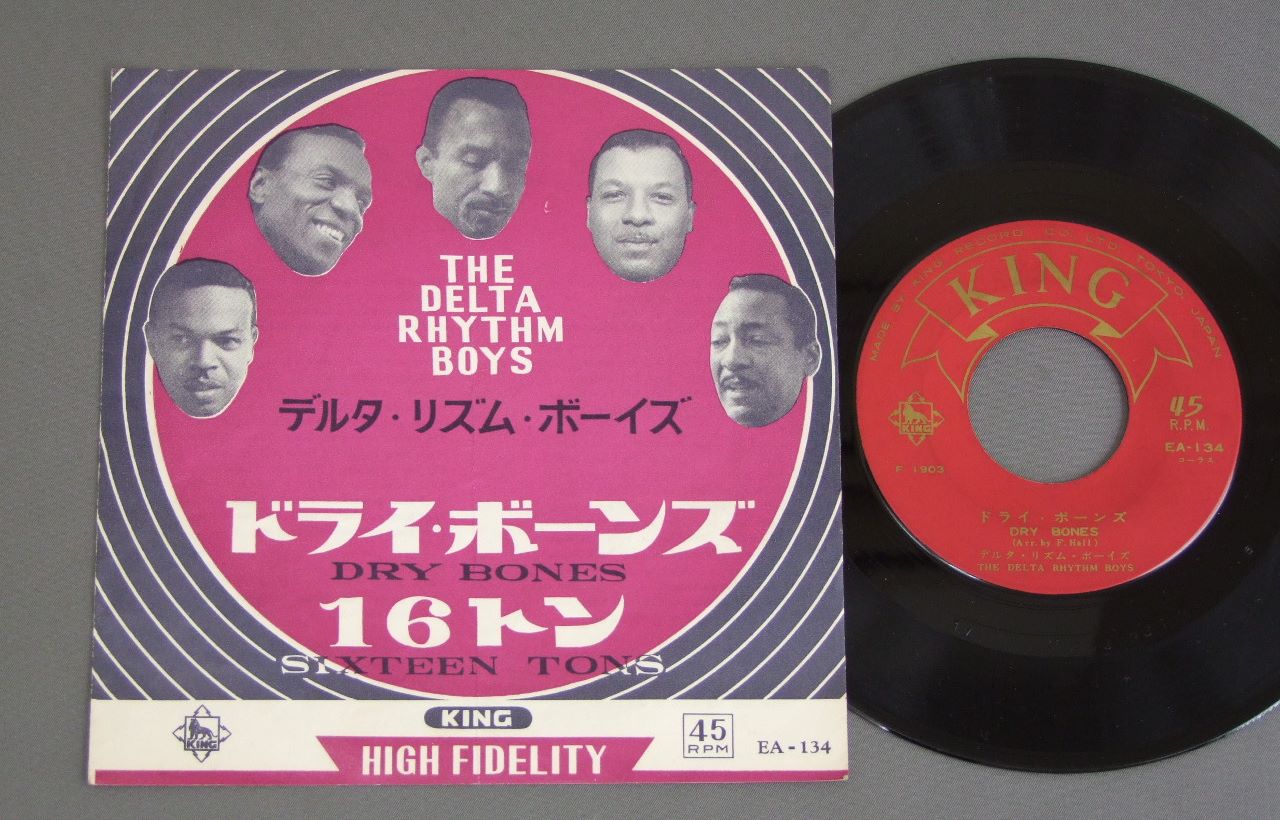 THE
DELTA
RHYTHM
BOYS
デルタ・リズム・ボーイズ
ドライ・ボーンズ
DRY BONES
16トン
SIXTEEN TONS
KING
KING
HIGH FIDELITY
45
RPM
EA-134
MADE BY KING RECORD CO. LTD. TOKYO, JAPAN
KING
KING
45
R.P.M.
EA-134
コーラス
F 1903
ドライ・ボーンズ
DRY BONES
(Arr. by F. Hall)
デルタ・リズム・ボーイズ
THE DELTA RHYTHM BOYS